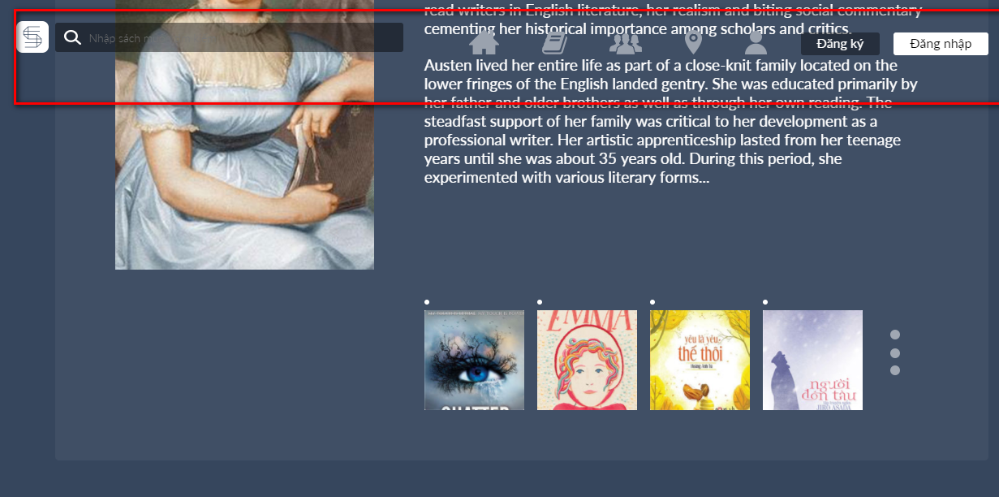 read writers in English literature, her realism and biting social commentary
cementing her historical importance among scholars and critics.
Nhập sách m
Đăng ký
Đăng nhập
Austen lived her entire life as part of a close-knit family located on the
lower fringes of the English landed gentry. She was educated primarily by
her father and older brothers as well as through her own reading. The
steadfast support of her family was critical to her development as a
professional writer. Her artistic apprenticeship lasted from her teenage
years until she was about 35 years old. During this period, she
experimented with various literary forms...
SHATTER
EMMA
yêu là yêu
thế thôi
Hoàng Anh Tú
người
đón tàu
JIRO ASADA